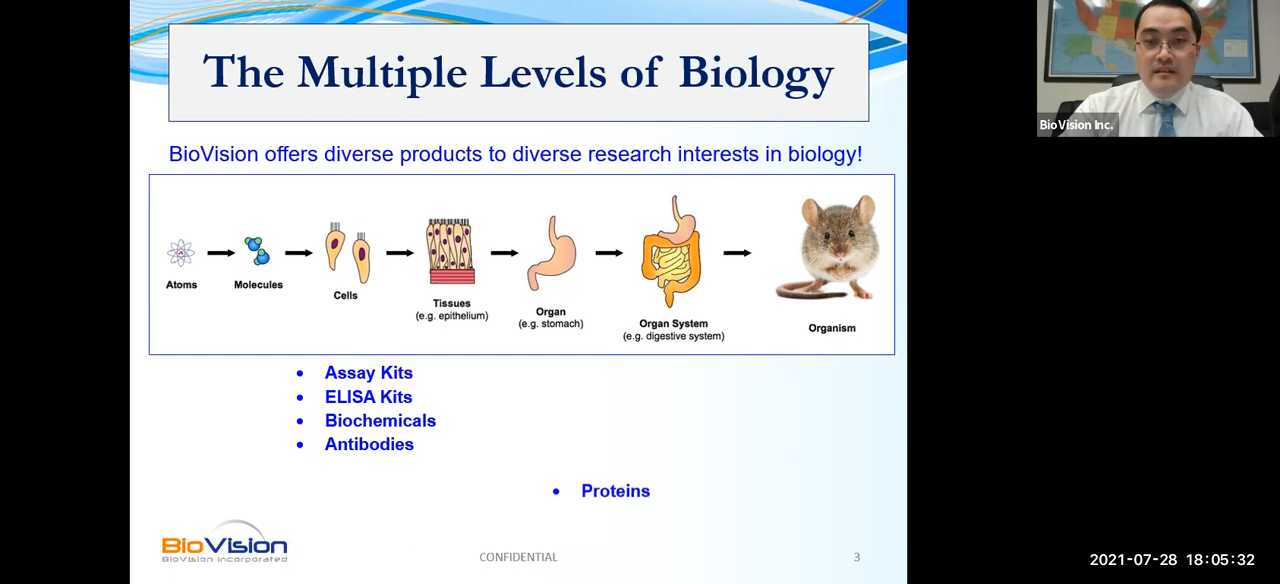 The Multiple Levels of Biology
BioVision offers diverse products to diverse research interests in biology!
Atoms
Molecules
Cells
Tissues
(e.g. epithelium)
Organ
(e.g. stomach)
Organ System
(e.g. digestive system)
Organism
• Assay Kits
• ELISA Kits
• Biochemicals
• Antibodies
• Proteins
BioVision
BioVision Incorporated
CONFIDENTIAL
3
BioVision Inc.
2021-07-28 18:05:32